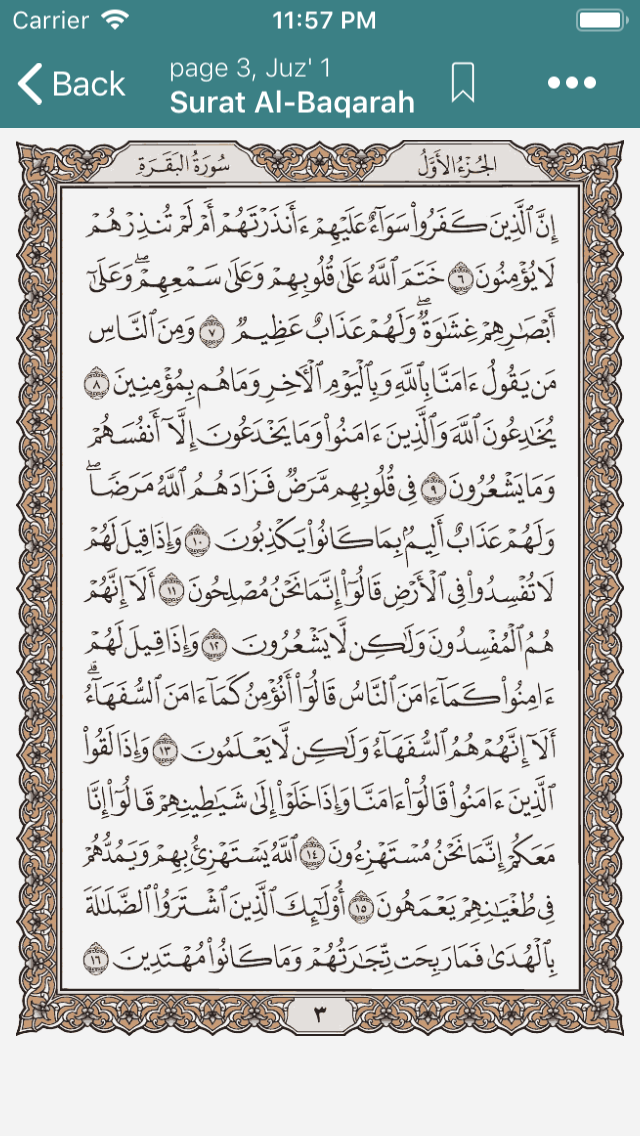 Carrier 11:57 PM
Back
page 3, Juz' 1
Surat Al-Baqarah
سُورَةُ البَقَرَة الجُزْءُ الأَوَّلُ
إِنَّ ٱلَّذِينَ كَفَرُوا۟ سَوَآءٌ عَلَيْهِمْ ءَأَنذَرْتَهُمْ أَمْ لَمْ تُنذِرْهُمْ
لَا يُؤْمِنُونَ ٦ خَتَمَ ٱللَّهُ عَلَىٰ قُلُوبِهِمْ وَعَلَىٰ سَمْعِهِمْ ۖ وَعَلَىٰٓ
أَبْصَـٰرِهِمْ غِشَـٰوَةٌ ۖ وَلَهُمْ عَذَابٌ عَظِيمٌ ٧ وَمِنَ ٱلنَّاسِ
مَن يَقُولُ ءَامَنَّا بِٱللَّهِ وَبِٱلْيَوْمِ ٱلْـَٔاخِرِ وَمَا هُم بِمُؤْمِنِينَ ٨
يُخَـٰدِعُونَ ٱللَّهَ وَٱلَّذِينَ ءَامَنُوا۟ وَمَا يَخْدَعُونَ إِلَّآ أَنفُسَهُمْ
وَمَا يَشْعُرُونَ ٩ فِى قُلُوبِهِم مَّرَضٌ فَزَادَهُمُ ٱللَّهُ مَرَضًا ۖ
وَلَهُمْ عَذَابٌ أَلِيمٌۢ بِمَا كَانُوا۟ يَكْذِبُونَ ١٠ وَإِذَا قِيلَ لَهُمْ
لَا تُفْسِدُوا۟ فِى ٱلْأَرْضِ قَالُوٓا۟ إِنَّمَا نَحْنُ مُصْلِحُونَ ١١ أَلَآ إِنَّهُمْ
هُمُ ٱلْمُفْسِدُونَ وَلَـٰكِن لَّا يَشْعُرُونَ ١٢ وَإِذَا قِيلَ لَهُمْ
ءَامِنُوا۟ كَمَآ ءَامَنَ ٱلنَّاسُ قَالُوٓا۟ أَنُؤْمِنُ كَمَآ ءَامَنَ ٱلسُّفَهَآءُ ۗ
أَلَآ إِنَّهُمْ هُمُ ٱلسُّفَهَآءُ وَلَـٰكِن لَّا يَعْلَمُونَ ١٣ وَإِذَا لَقُوا۟
ٱلَّذِينَ ءَامَنُوا۟ قَالُوٓا۟ ءَامَنَّا وَإِذَا خَلَوْا۟ إِلَىٰ شَيَـٰطِينِهِمْ قَالُوٓا۟ إِنَّا
مَعَكُمْ إِنَّمَا نَحْنُ مُسْتَهْزِءُونَ ١٤ ٱللَّهُ يَسْتَهْزِئُ بِهِمْ وَيَمُدُّهُمْ
فِى طُغْيَـٰنِهِمْ يَعْمَهُونَ ١٥ أُو۟لَـٰٓئِكَ ٱلَّذِينَ ٱشْتَرَوُا۟ ٱلضَّلَـٰلَةَ
بِٱلْهُدَىٰ فَمَا رَبِحَت تِّجَـٰرَتُهُمْ وَمَا كَانُوا۟ مُهْتَدِينَ ١٦
٣